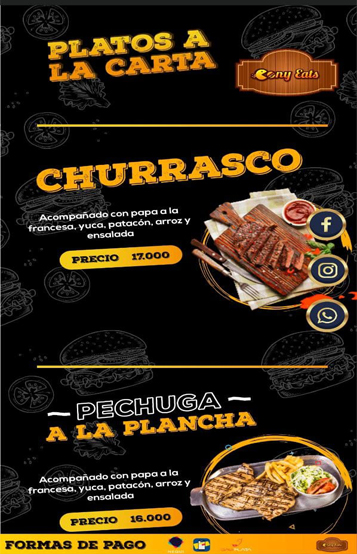 PLATOS A
LA CARTA
Cony Eats
CHURRASCO
Acompañado con papa a la
francesa, yuca, patacón, arroz y
ensalada
PRECIO 17.000
PECHUGA
A LA PLANCHA
Acompañado con papa a la
francesa, yuca, patacón, arroz y
ensalada
PRECIO 16.000
FORMAS DE PAGO